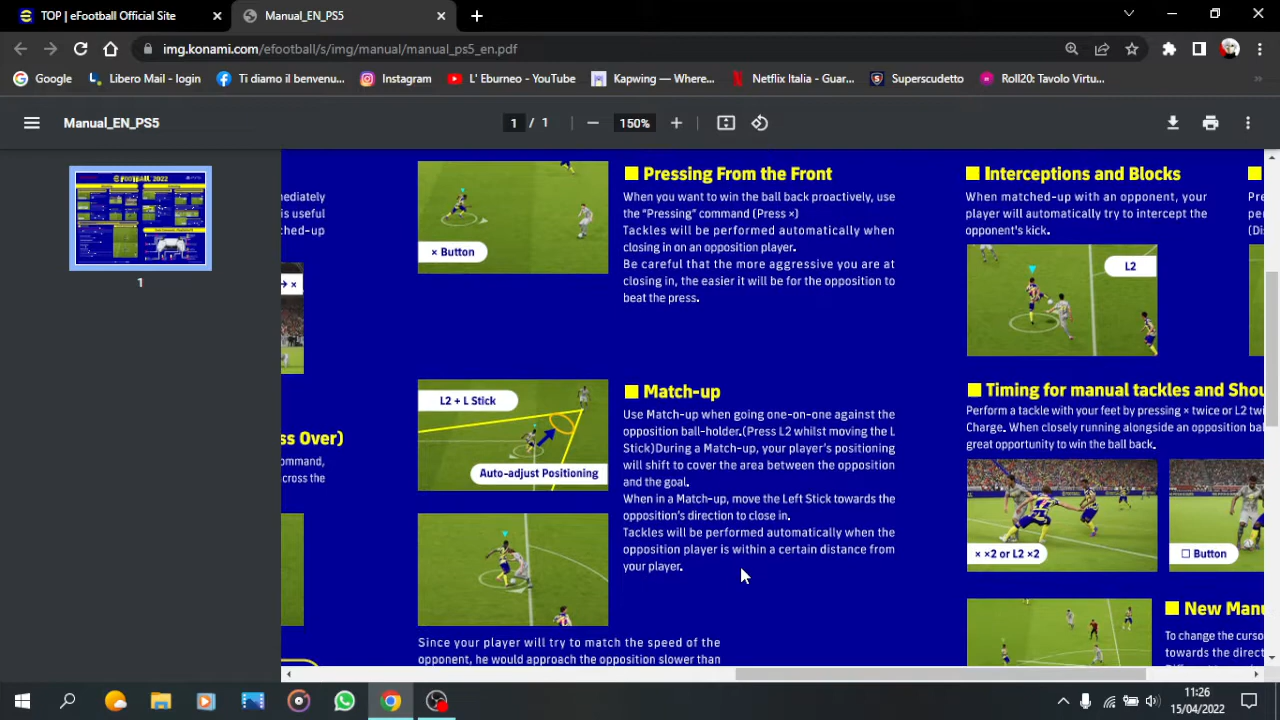 TOP | eFootball Official Site
Manual_EN_PS5
img.konami.com/efootball/s/img/manual/manual_ps5_en.pdf
Google
Libero Mail - login
Ti diamo il benvenu...
Instagram
L' Eburneo - YouTube
Kapwing — Where...
Netflix Italia - Guar...
Superscudetto
Roll20: Tavolo Virtu...
Manual_EN_PS5
1 / 1
150%
1
mediately
is useful
ched-up
→ ×
ss Over)
ommand,
cross the
× Button
■ Pressing From the Front
When you want to win the ball back proactively, use
the "Pressing" command (Press ×)
Tackles will be performed automatically when
closing in on an opposition player.
Be careful that the more aggressive you are at
closing in, the easier it will be for the opposition to
beat the press.
L2 + L Stick
Auto-adjust Positioning
■ Match-up
Use Match-up when going one-on-one against the
opposition ball-holder.(Press L2 whilst moving the L
Stick)During a Match-up, your player's positioning
will shift to cover the area between the opposition
and the goal.
When in a Match-up, move the Left Stick towards the
opposition's direction to close in.
Tackles will be performed automatically when the
opposition player is within a certain distance from
your player.
Since your player will try to match the speed of the
opponent, he would approach the opposition slower than
■ Interceptions and Blocks
When matched-up with an opponent, your
player will automatically try to intercept the
opponent's kick.
L2
Pre
(Di
■ Timing for manual tackles and Shou
Perform a tackle with your feet by pressing × twice or L2 twi
Charge. When closely running alongside an opposition bal
great opportunity to win the ball back.
× ×2 or L2 ×2
□ Button
■ New Manu
To change the curso
towards the direct
11:26
15/04/2022